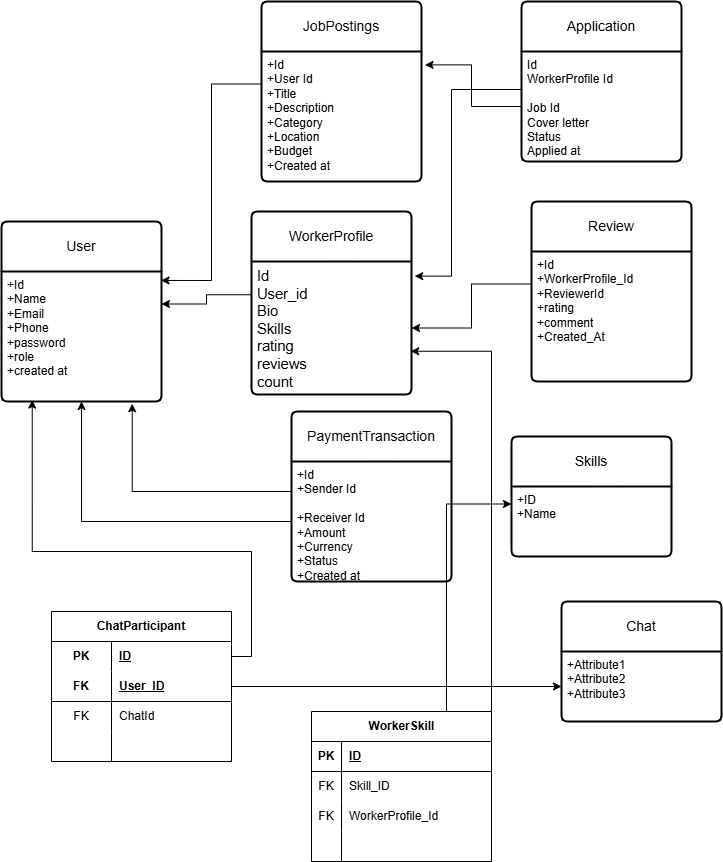 JobPostings
+Id
+User Id
+Title
+Description
+Category
+Location
+Budget
+Created at
Application
Id
WorkerProfile Id
Job Id
Cover letter
Status
Applied at
User
+Id
+Name
+Email
+Phone
+password
+role
+created at
WorkerProfile
Id
User_id
Bio
Skills
rating
reviews
count
Review
+Id
+WorkerProfile_Id
+ReviewerId
+rating
+comment
+Created_At
PaymentTransaction
+Id
+Sender Id
+Receiver Id
+Amount
+Currency
+Status
+Created at
Skills
+ID
+Name
ChatParticipant
PK ID
FK User_ID
FK ChatId
Chat
+Attribute1
+Attribute2
+Attribute3
WorkerSkill
PK ID
FK Skill_ID
FK WorkerProfile_Id